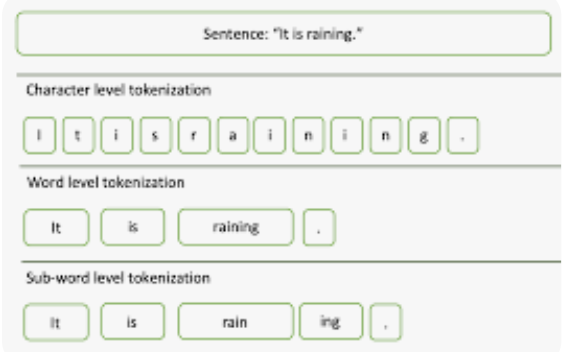 Sentence: "It is raining."
Character level tokenization
I t i s r a i n i n g .
Word level tokenization
It is raining .
Sub-word level tokenization
It is rain ing .